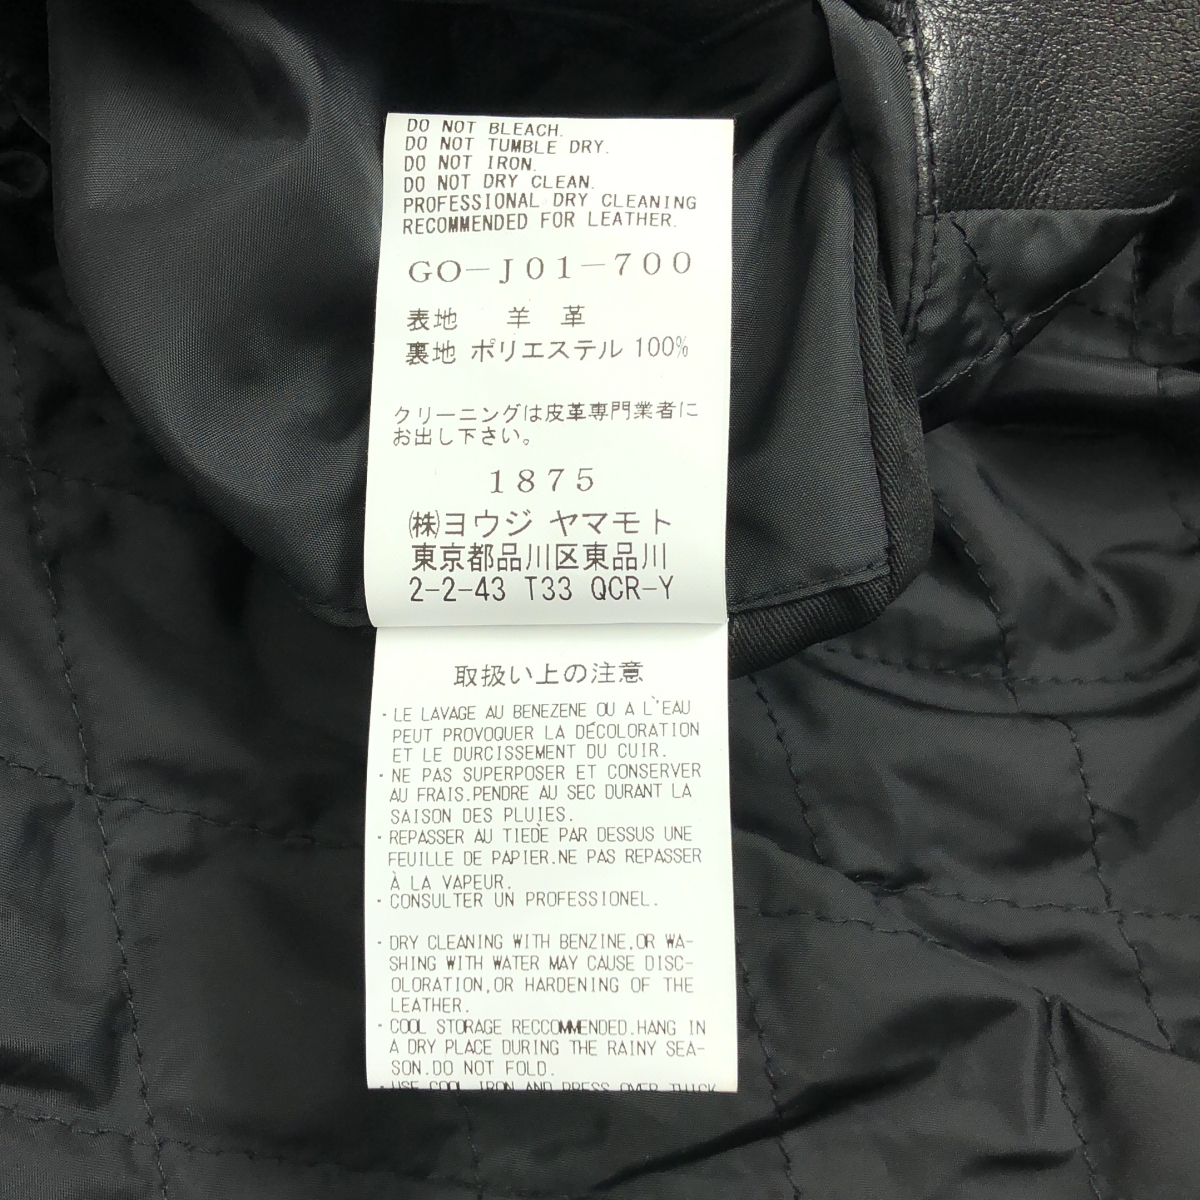 DO NOT BLEACH.
DO NOT TUMBLE DRY.
DO NOT IRON.
DO NOT DRY CLEAN.
PROFESSIONAL DRY CLEANING
RECOMMENDED FOR LEATHER.
GO-J01-700
表地 羊 革
裏地 ポリエステル 100%
クリーニングは皮革専門業者に
お出し下さい。
1875
㈱ヨウジ ヤマモト
東京都品川区東品川
2-2-43 T33 QCR-Y
取扱い上の注意
・LE LAVAGE AU BENEZENE OU A L'EAU
PEUT PROVOQUER LA DÉCOLORATION
ET LE DURCISSEMENT DU CUIR.
・NE PAS SUPERPOSER ET CONSERVER
AU FRAIS.PENDRE AU SEC DURANT LA
SAISON DES PLUIES.
・REPASSER AU TIEDE PAR DESSUS UNE
FEUILLE DE PAPIER.NE PAS REPASSER
À LA VAPEUR.
・CONSULTER UN PROFESSIONEL.
・DRY CLEANING WITH BENZINE,OR WA-
SHING WITH WATER MAY CAUSE DISC-
OLORATION,OR HARDENING OF THE
LEATHER.
・COOL STORAGE RECCOMMENDED.HANG IN
A DRY PLACE DURING THE RAINY SEA-
SON.DO NOT FOLD.
・USE COOL IRON AND PRESS OVER THICK